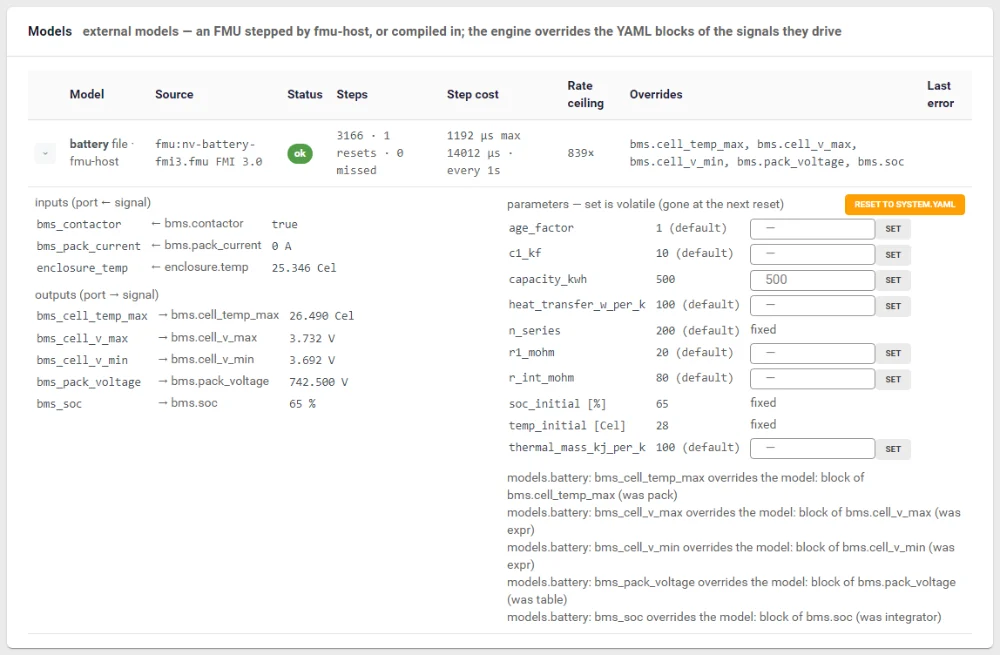 Models external models — an FMU stepped by fmu-host, or compiled in; the engine overrides the YAML blocks of the signals they drive
Model Source Status Steps Step cost Rate ceiling Overrides Last error
battery file · fmu-host
fmu:nv-battery-fmi3.fmu FMI 3.0
ok
3166 · 1 resets · 0 missed
1192 µs max 14012 µs · every 1s
839x
bms.cell_temp_max, bms.cell_v_max,
bms.cell_v_min, bms.pack_voltage, bms.soc
inputs (port ← signal)
bms_contactor ← bms.contactor true
bms_pack_current ← bms.pack_current 0 A
enclosure_temp ← enclosure.temp 25.346 Cel
outputs (port → signal)
bms_cell_temp_max → bms.cell_temp_max 26.490 Cel
bms_cell_v_max → bms.cell_v_max 3.732 V
bms_cell_v_min → bms.cell_v_min 3.692 V
bms_pack_voltage → bms.pack_voltage 742.500 V
bms_soc → bms.soc 65 %
parameters — set is volatile (gone at the next reset) RESET TO SYSTEM.YAML
age_factor 1 (default) — SET
c1_kf 10 (default) — SET
capacity_kwh 500 500 SET
heat_transfer_w_per_k 100 (default) — SET
n_series 200 (default) fixed
r1_mohm 20 (default) — SET
r_int_mohm 80 (default) — SET
soc_initial [%] 65 fixed
temp_initial [Cel] 28 fixed
thermal_mass_kj_per_k 100 (default) — SET
models.battery: bms_cell_temp_max overrides the model: block of
bms.cell_temp_max (was pack)
models.battery: bms_cell_v_max overrides the model: block of bms.cell_v_max (was
expr)
models.battery: bms_cell_v_min overrides the model: block of bms.cell_v_min (was
expr)
models.battery: bms_pack_voltage overrides the model: block of bms.pack_voltage
(was table)
models.battery: bms_soc overrides the model: block of bms.soc (was integrator)